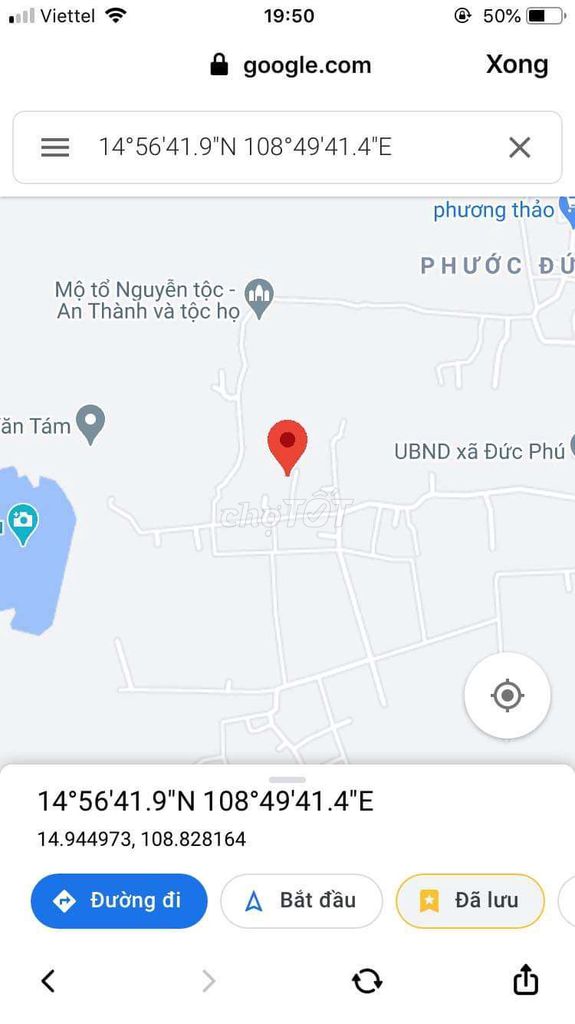 Viettel
19:50
50%
google.com
Xong
14°56'41.9"N 108°49'41.4"E
phương thảo
PHƯỚC ĐỨ
Mộ tổ Nguyễn tộc -
An Thành và tộc họ
ăn Tám
UBND xã Đức Phú
chợTỐT
14°56'41.9"N 108°49'41.4"E
14.944973, 108.828164
Đường đi
Bắt đầu
Đã lưu